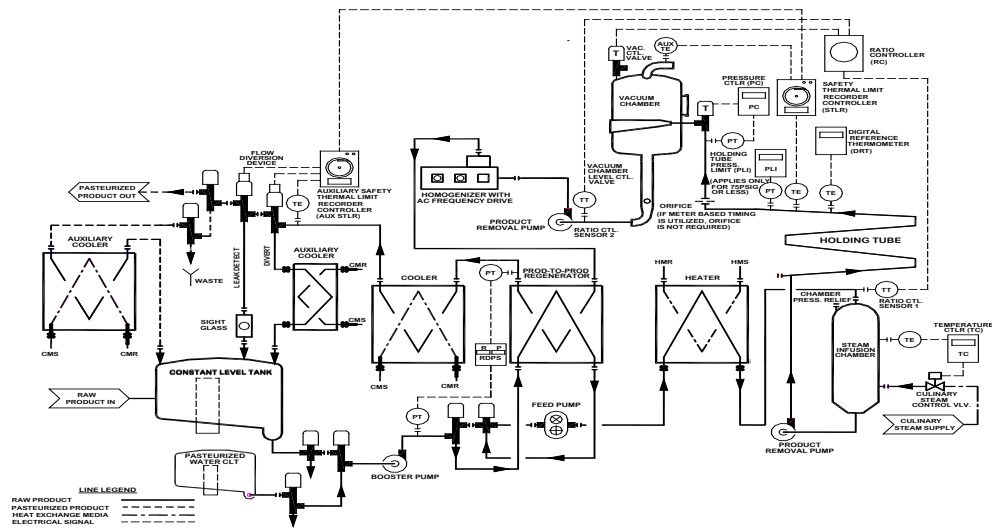 T
VAC.
CTL.
VALVE
AUX
TE
RATIO
CONTROLLER
(RC)
PRESSURE
CTLR (PC)
PC
SAFETY
THERMAL LIMIT
RECORDER
CONTROLLER
(STLR)
VACUUM
CHAMBER
T
PT
HOLDING
TUBE
PRESS.
LIMIT (PLI)
(APPLIES ONLY
FOR 75PSIG
OR LESS)
PLI
DIGITAL
REFERENCE
THERMOMETER
(DRT)
PT
TE
TE
FLOW
DIVERSION
DEVICE
PASTEURIZED
PRODUCT OUT
TE
AUXILIARY SAFETY
THERMAL LIMIT
RECORDER
CONTROLLER
(AUX STLR)
HOMOGENIZER WITH
AC FREQUENCY DRIVE
VACUUM
CHAMBER
LEVEL CTL.
VALVE
TT
PRODUCT
REMOVAL PUMP
RATIO CTL.
SENSOR 2
ORIFICE
(IF METER BASED TIMING
IS UTILIZED, ORIFICE
IS NOT REQUIRED)
HOLDING TUBE
AUXILIARY
COOLER
WASTE
LEAK DETECT
DIVERT
AUXILIARY
COOLER
CMR
CMS
COOLER
PT
PROD-TO-PROD
REGENERATOR
HMR
HMS
HEATER
CHAMBER
PRESS. RELIEF
TT
RATIO CTL.
SENSOR 1
SIGHT
GLASS
CMS
CMR
R P
RDPS
CMS
CMR
STEAM
INFUSION
CHAMBER
TE
TEMPERATURE
CTLR (TC)
TC
CONSTANT LEVEL TANK
RAW
PRODUCT IN
PT
FEED PUMP
CULINARY
STEAM
CONTROL VLV.
CULINARY
STEAM SUPPLY
PRODUCT
REMOVAL PUMP
PASTEURIZED
WATER CLT
BOOSTER PUMP
LINE LEGEND
RAW PRODUCT
PASTEURIZED PRODUCT
HEAT EXCHANGE MEDIA
ELECTRICAL SIGNAL